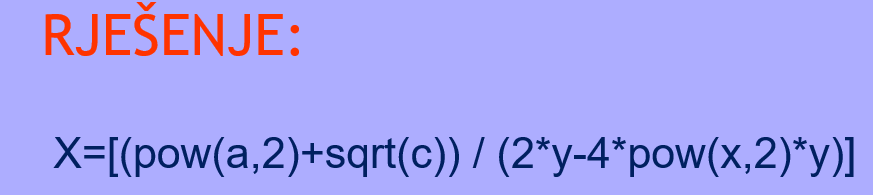 RJEŠENJE:
X=[(pow(a,2)+sqrt(c)) / (2*y-4*pow(x,2)*y)]